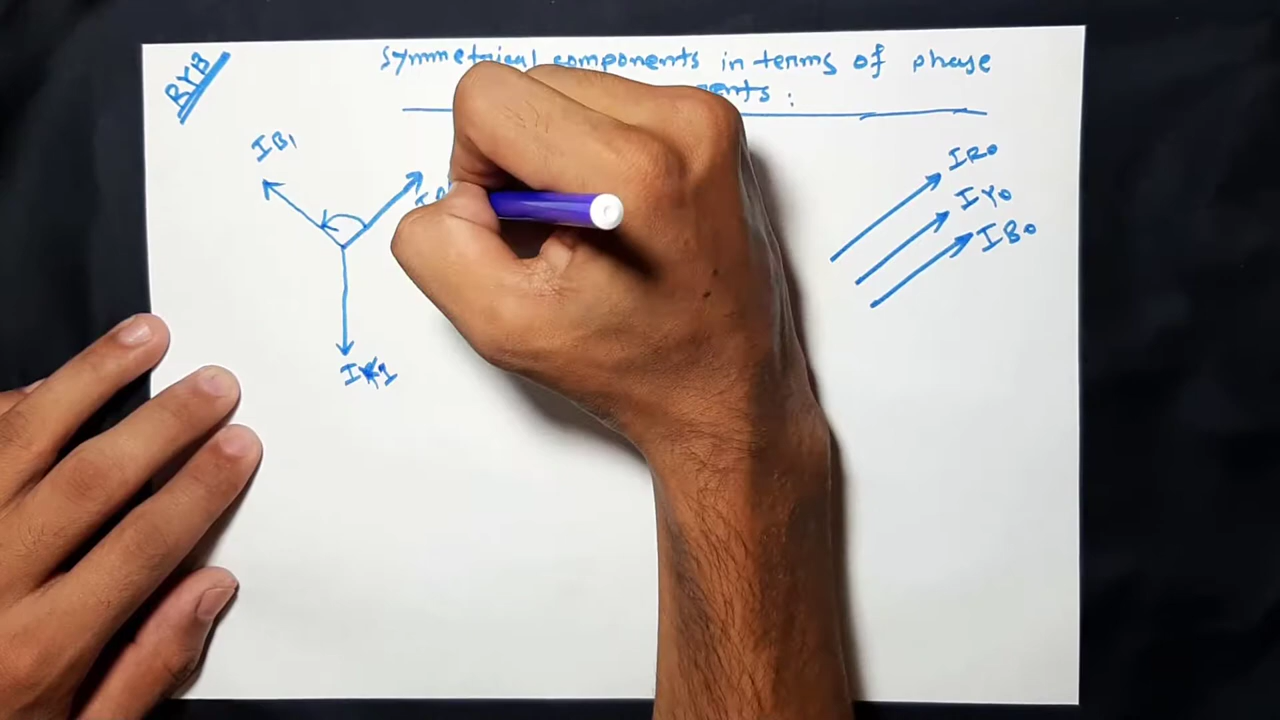 RYB
Symmetrical components in terms of phase
:
IB1
IY1
IR0
IY0
IB0